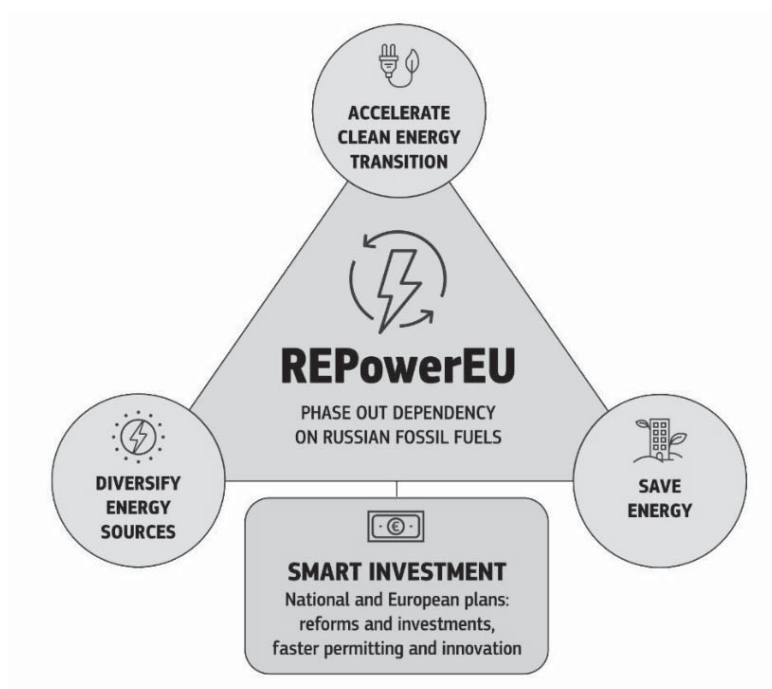 ACCELERATE
CLEAN ENERGY
TRANSITION
REPowerEU
PHASE OUT DEPENDENCY
ON RUSSIAN FOSSIL FUELS
DIVERSIFY
ENERGY
SOURCES
SAVE
ENERGY
€
SMART INVESTMENT
National and European plans:
reforms and investments,
faster permitting and innovation